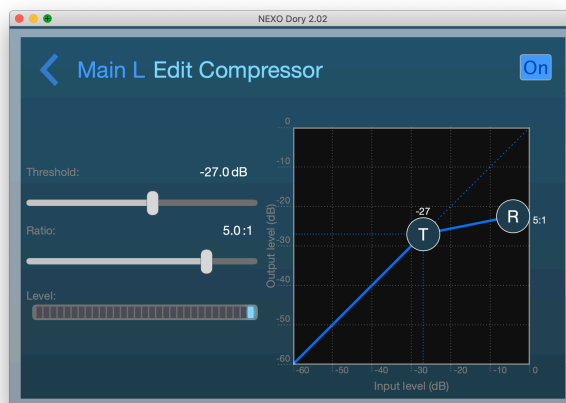 NEXO Dory 2.02
Main L Edit Compressor
On
Threshold:
-27.0 dB
Ratio:
5.0 :1
Level:
Output level (dB)
0
-10
-20
-30
-40
-50
-60
-27
T
R
5:1
-60 -50 -40 -30 -20 -10 0
Input level (dB)